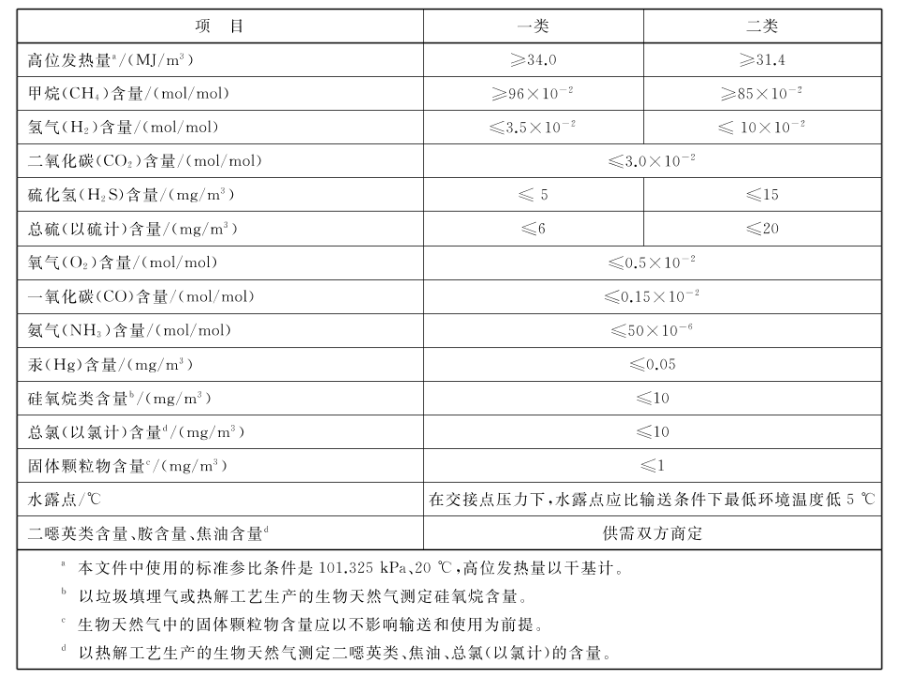 项 目 一类 二类
高位发热量ᵃ/(MJ/m³) ≥34.0 ≥31.4
甲烷(CH₄)含量/(mol/mol) ≥96×10⁻² ≥85×10⁻²
氢气(H₂)含量/(mol/mol) ≤3.5×10⁻² ≤ 10×10⁻²
二氧化碳(CO₂)含量/(mol/mol) ≤3.0×10⁻²
硫化氢(H₂S)含量/(mg/m³) ≤ 5 ≤15
总硫(以硫计)含量/(mg/m³) ≤6 ≤20
氧气(O₂)含量/(mol/mol) ≤0.5×10⁻²
一氧化碳(CO)含量/(mol/mol) ≤0.15×10⁻²
氨气(NH₃)含量/(mol/mol) ≤50×10⁻⁶
汞(Hg)含量/(mg/m³) ≤0.05
硅氧烷类含量ᵇ/(mg/m³) ≤10
总氯(以氯计)含量ᵈ/(mg/m³) ≤10
固体颗粒物含量ᶜ/(mg/m³) ≤1
水露点/℃ 在交接点压力下,水露点应比输送条件下最低环境温度低 5 ℃
二噁英类含量、胺含量、焦油含量ᵈ 供需双方商定
ᵃ 本文件中使用的标准参比条件是 101.325 kPa、20 ℃,高位发热量以干基计。
ᵇ 以垃圾填埋气或热解工艺生产的生物天然气测定硅氧烷含量。
ᶜ 生物天然气中的固体颗粒物含量应以不影响输送和使用为前提。
ᵈ 以热解工艺生产的生物天然气测定二噁英类、焦油、总氯(以氯计)的含量。